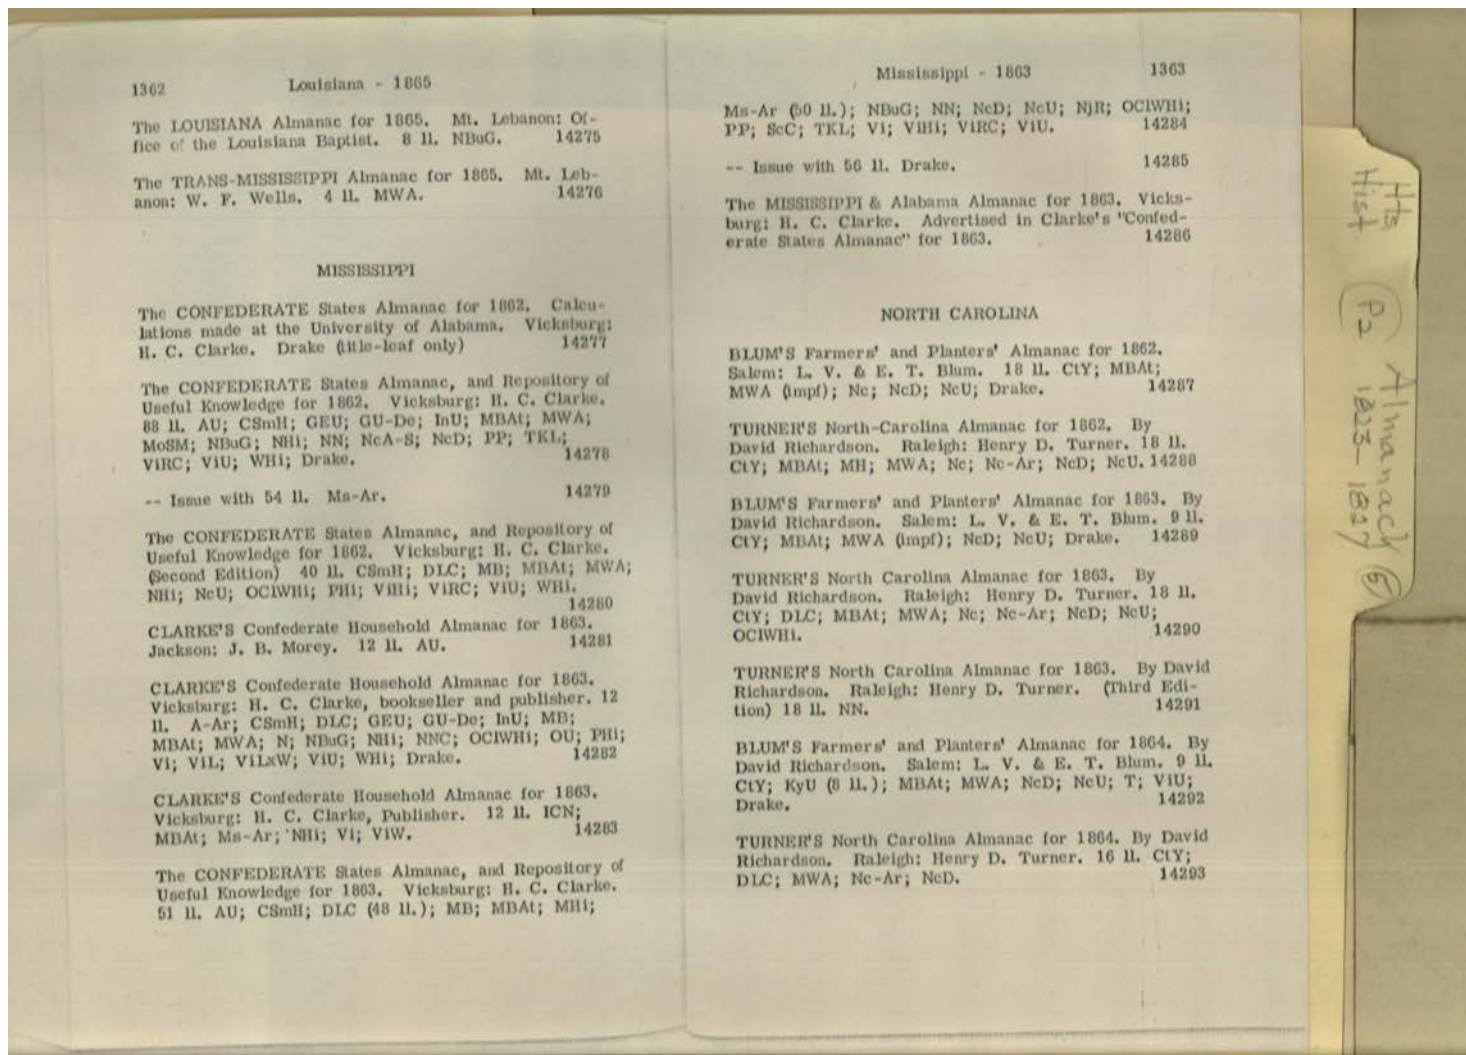 1362 Louisiana - 1865
The LOUISIANA Almanac for 1865. Mt. Lebanon: Of-
fice of the Louisiana Baptist. 8 ll. NBuG. 14275
The TRANS-MISSISSIPPI Almanac for 1865. Mt. Leb-
anon: W. F. Wells. 4 ll. MWA. 14276
MISSISSIPPI
The CONFEDERATE States Almanac for 1862. Calcu-
lations made at the University of Alabama. Vicksburg:
H. C. Clarke. Drake (title-leaf only) 14277
The CONFEDERATE States Almanac, and Repository of
Useful Knowledge for 1862. Vicksburg: H. C. Clarke.
88 ll. AU; CSmH; GEU; GU-De; InU; MBAt; MWA;
MoSM; NBuG; NHi; NN; NcA-S; NcD; PP; TKL;
ViRC; ViU; WHi; Drake. 14278
-- Issue with 54 ll. Ms-Ar. 14279
The CONFEDERATE States Almanac, and Repository of
Useful Knowledge for 1862. Vicksburg: H. C. Clarke.
(Second Edition) 40 ll. CSmH; DLC; MB; MBAt; MWA;
NHi; NcU; OClWHi; PHi; ViHi; ViRC; ViU; WHi.
14280
CLARKE'S Confederate Household Almanac for 1863.
Jackson: J. B. Morey. 12 ll. AU. 14281
CLARKE'S Confederate Household Almanac for 1863.
Vicksburg: H. C. Clarke, bookseller and publisher. 12
ll. A-Ar; CSmH; DLC; GEU; GU-De; InU; MB;
MBAt; MWA; N; NBuG; NHi; NNC; OClWHi; OU; PHi;
Vi; ViL; ViLxW; ViU; WHi; Drake. 14282
CLARKE'S Confederate Household Almanac for 1863.
Vicksburg: H. C. Clarke, Publisher. 12 ll. ICN;
MBAt; Ms-Ar; NHi; Vi; ViW. 14283
The CONFEDERATE States Almanac, and Repository of
Useful Knowledge for 1863. Vicksburg: H. C. Clarke.
51 ll. AU; CSmH; DLC (48 ll.); MB; MBAt; MHi;
Mississippi - 1863 1363
Ms-Ar (50 ll.); NBuG; NN; NcD; NcU; NjR; OClWHi;
PP; ScC; TKL; Vi; ViHi; ViRC; ViU. 14284
-- Issue with 56 ll. Drake. 14285
The MISSISSIPPI & Alabama Almanac for 1863. Vicks-
burg: H. C. Clarke. Advertised in Clarke's "Confed-
erate States Almanac" for 1863. 14286
NORTH CAROLINA
BLUM'S Farmers' and Planters' Almanac for 1862.
Salem: L. V. & E. T. Blum. 18 ll. CtY; MBAt;
MWA (impf); Nc; NcD; NcU; Drake. 14287
TURNER'S North-Carolina Almanac for 1862. By
David Richardson. Raleigh: Henry D. Turner. 18 ll.
CtY; MBAt; MH; MWA; Nc; Nc-Ar; NcD; NcU. 14288
BLUM'S Farmers' and Planters' Almanac for 1863. By
David Richardson. Salem: L. V. & E. T. Blum. 9 ll.
CtY; MBAt; MWA (impf); NcD; NcU; Drake. 14289
TURNER'S North Carolina Almanac for 1863. By
David Richardson. Raleigh: Henry D. Turner. 18 ll.
CtY; DLC; MBAt; MWA; Nc; Nc-Ar; NcD; NcU;
OClWHi. 14290
TURNER'S North Carolina Almanac for 1863. By David
Richardson. Raleigh: Henry D. Turner. (Third Edi-
tion) 18 ll. NN. 14291
BLUM'S Farmers' and Planters' Almanac for 1864. By
David Richardson. Salem: L. V. & E. T. Blum. 9 ll.
CtY; KyU (8 ll.); MBAt; MWA; NcD; NcU; T; ViU;
Drake. 14292
TURNER'S North Carolina Almanac for 1864. By David
Richardson. Raleigh: Henry D. Turner. 16 ll. CtY;
DLC; MWA; Nc-Ar; NcD. 14293
Hts
Hist
P2 Almanack 5
1823-1827